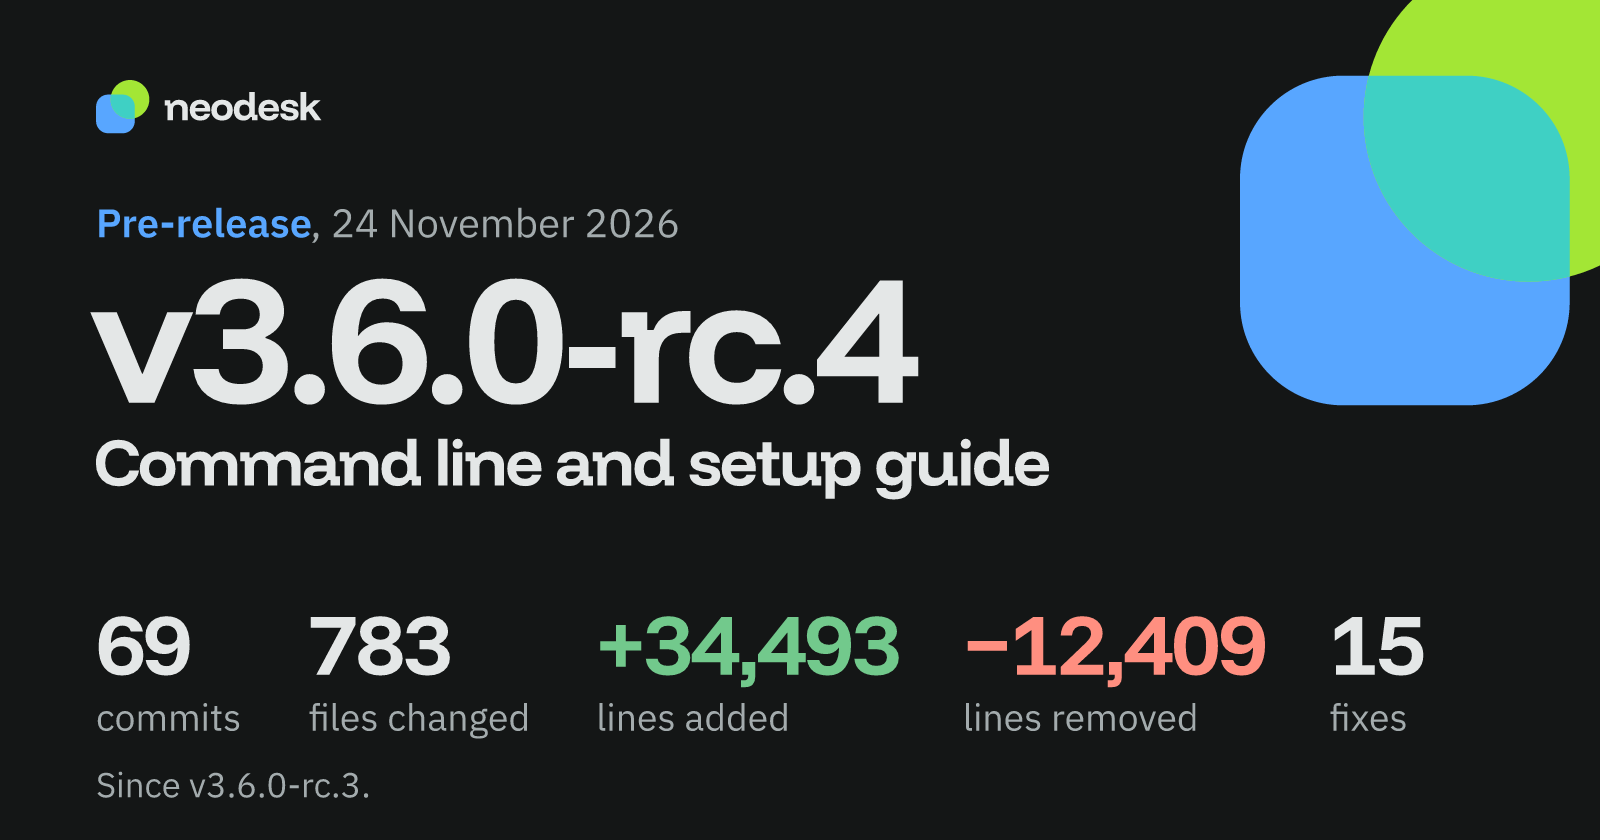 neodesk
Pre-release, 24 November 2026
v3.6.0-rc.4
Command line and setup guide
69 783 +34,493 −12,409 15
commits files changed lines added lines removed fixes
Since v3.6.0-rc.3.